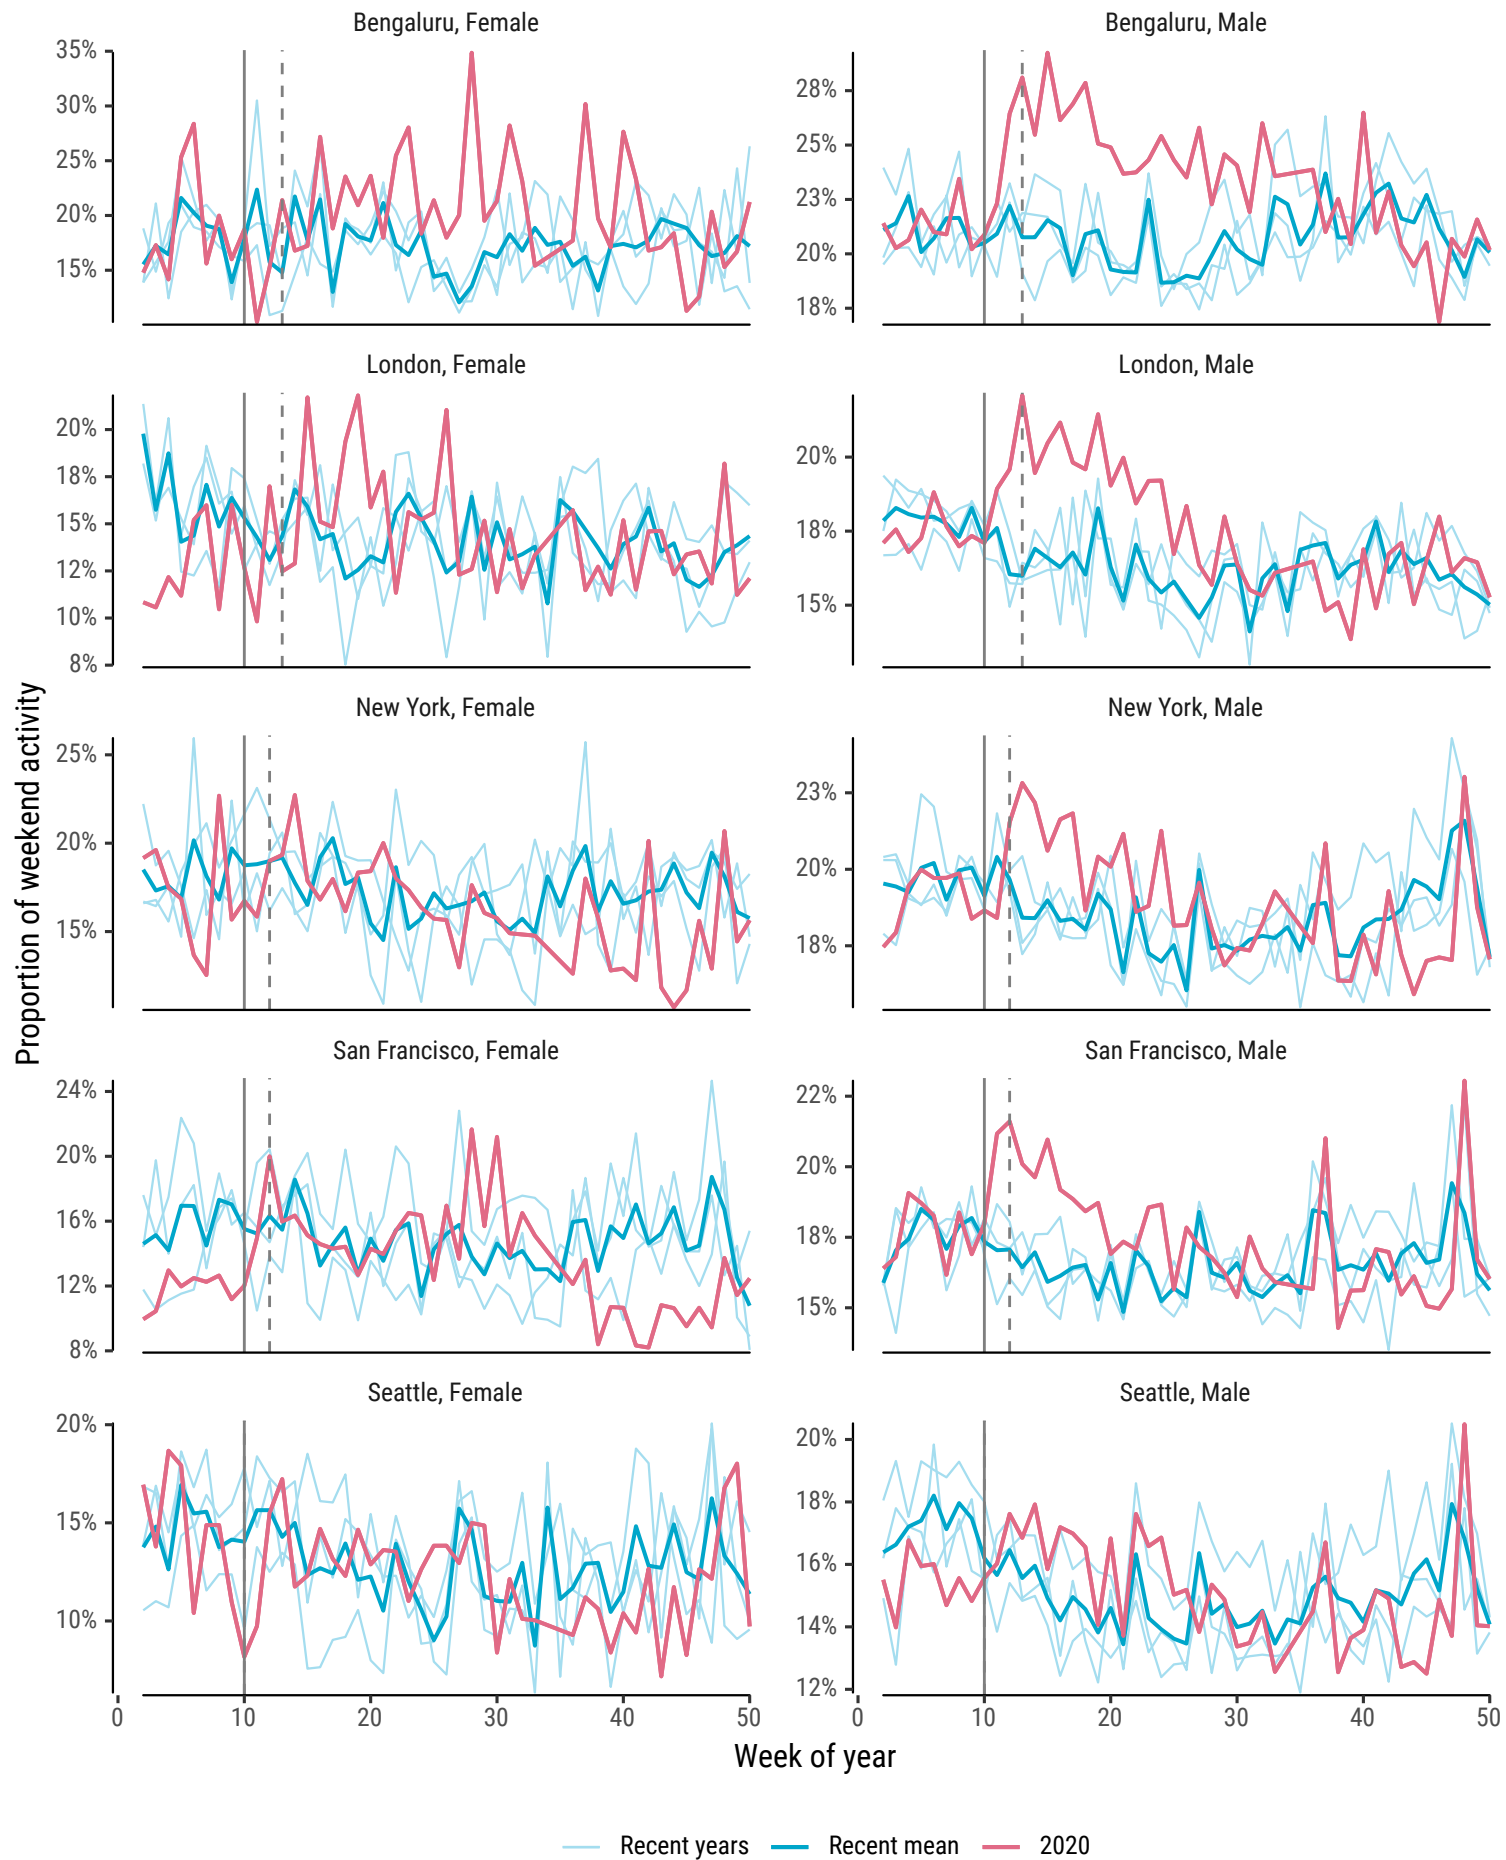 Bengaluru, Female
Bengaluru, Male
35%
30%
25%
20%
15%
28%
25%
23%
20%
18%
London, Female
London, Male
20%
18%
15%
12%
10%
8%
20%
18%
15%
Proportion of weekend activity
New York, Female
New York, Male
25%
20%
15%
23%
20%
18%
San Francisco, Female
San Francisco, Male
24%
20%
16%
12%
8%
22%
20%
18%
15%
Seattle, Female
Seattle, Male
20%
15%
10%
20%
18%
16%
14%
12%
0 10 20 30 40 50
0 10 20 30 40 50
Week of year
Recent years Recent mean 2020